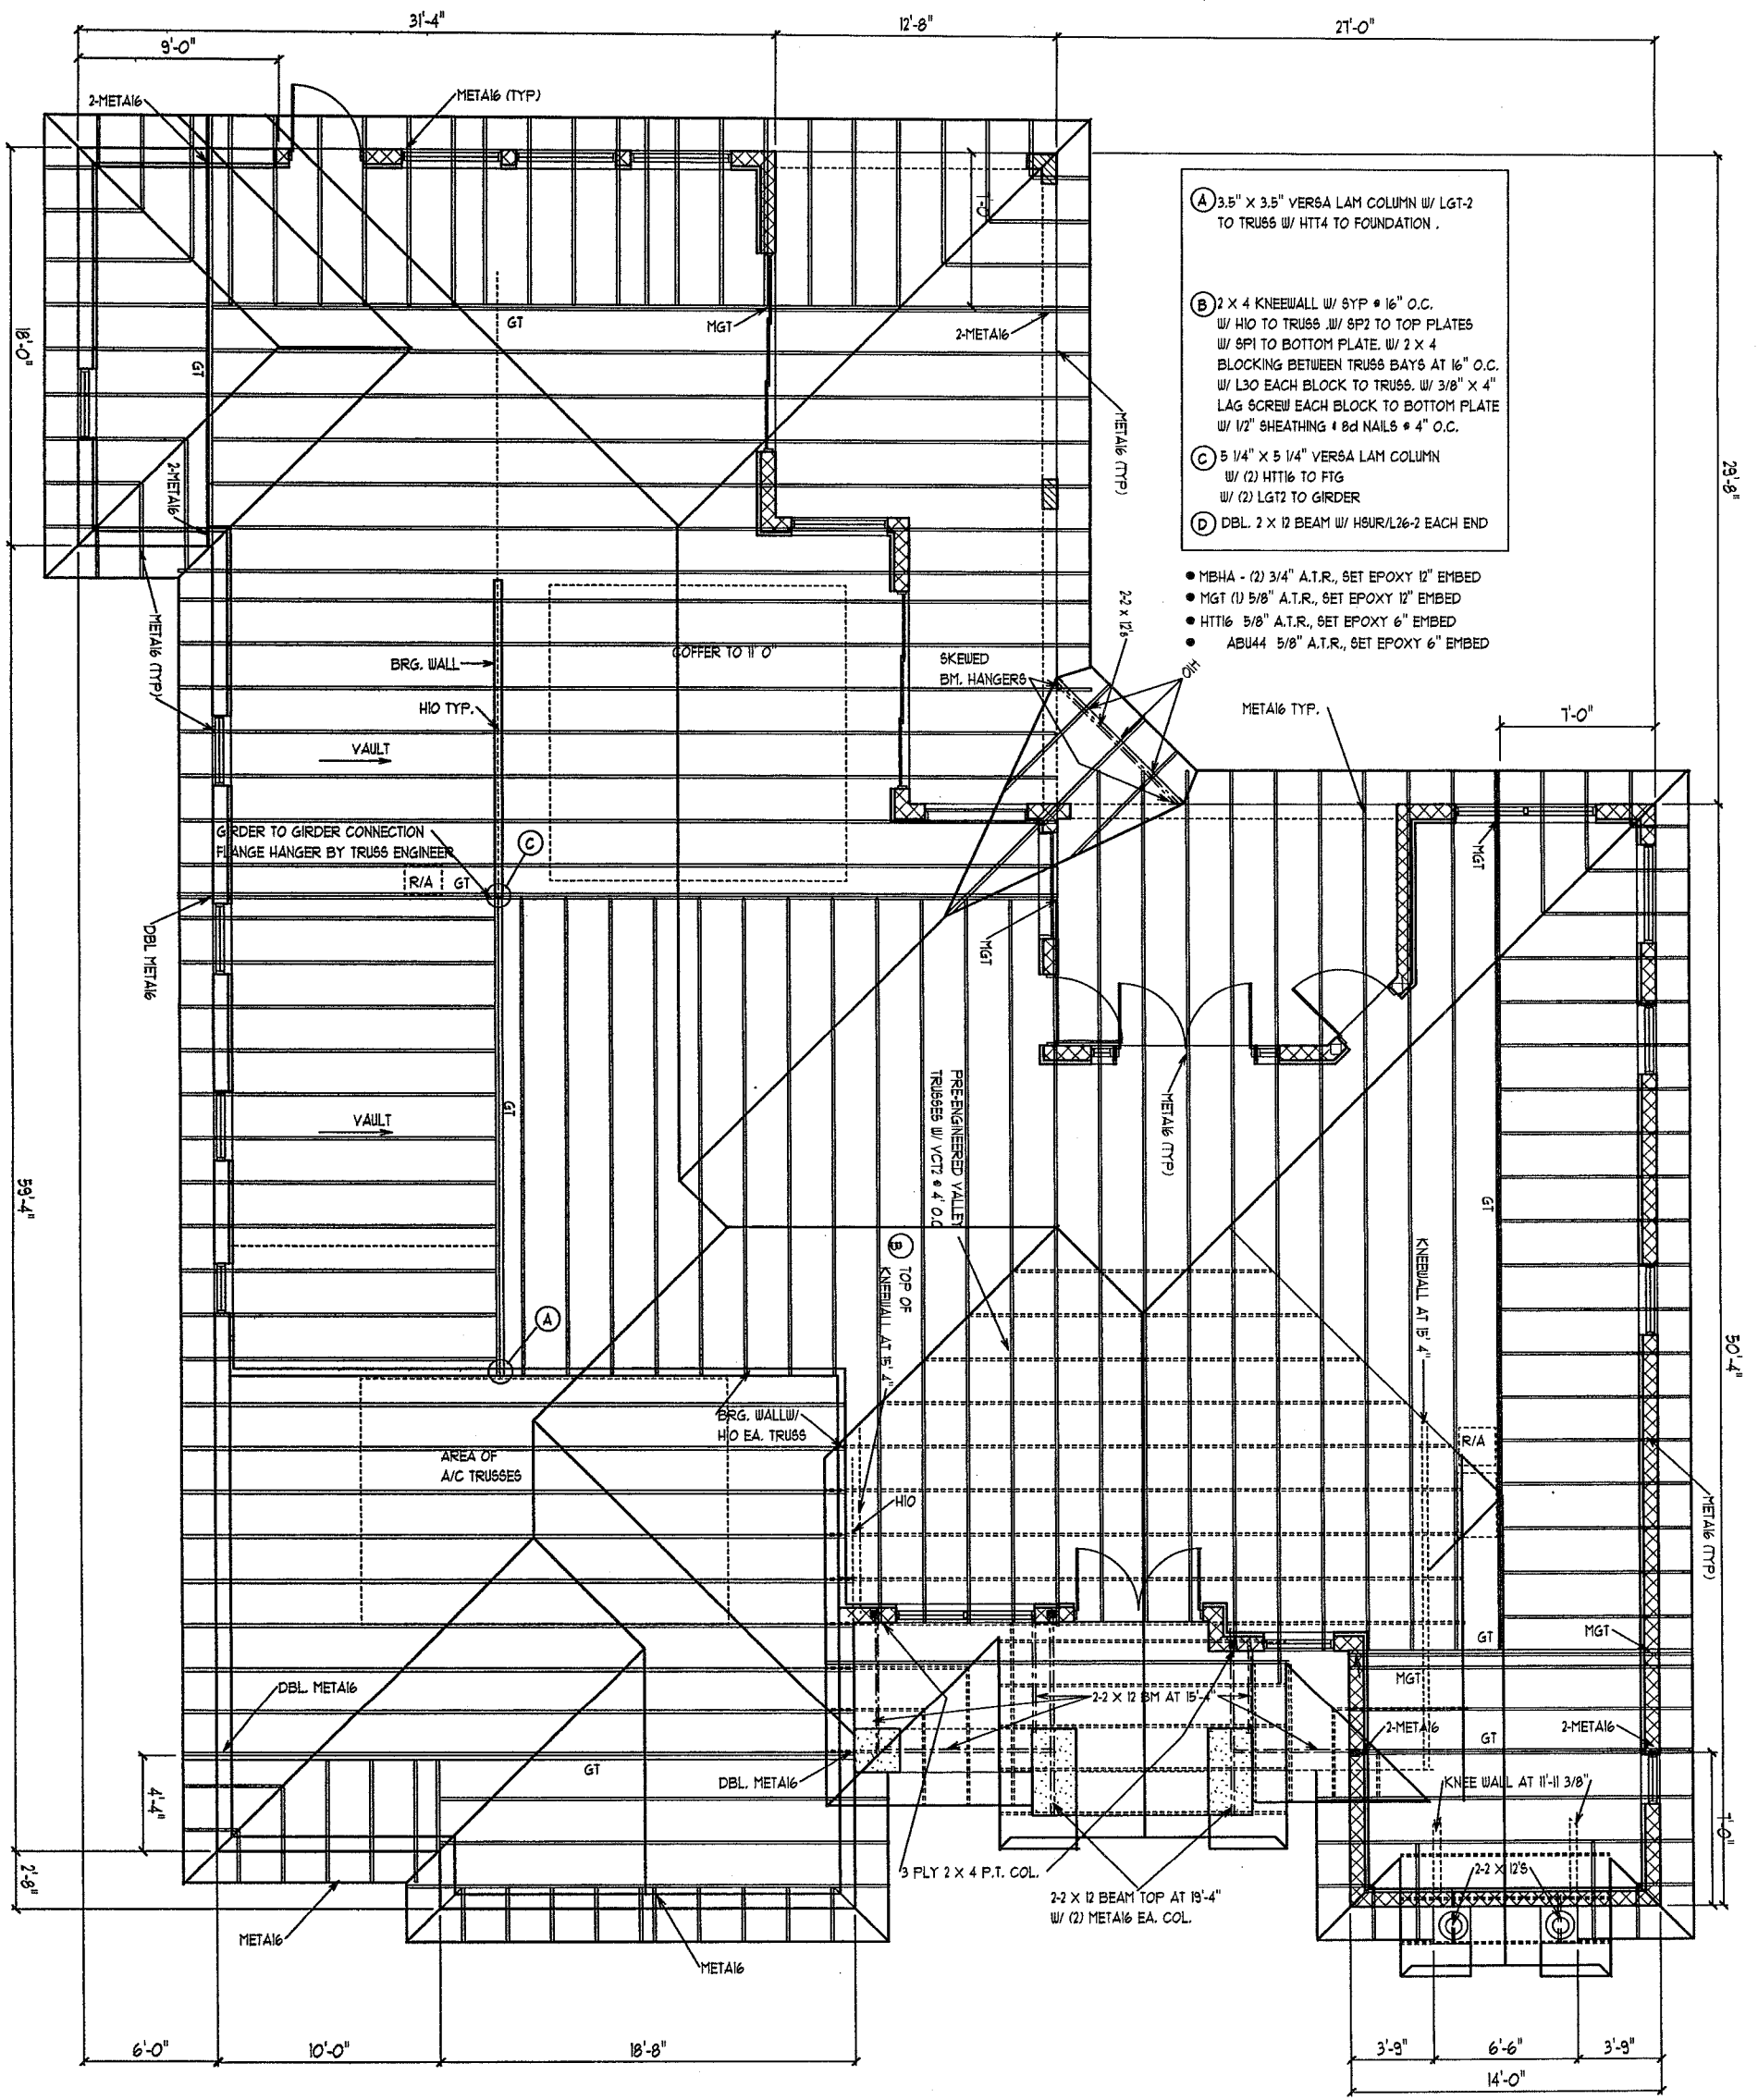 31'-4"
12'-8"
27'-0"
9'-0"
2-META16
META16 (TYP)
1'-0"
18'-0"
29'-8"
GT
MGT
2-META16
GT
META16 (TYP)
2-META16
META16 (TYP)
(A) 3.5" X 3.5" VERSA LAM COLUMN W/ LGT-2
TO TRUSS W/ HTT4 TO FOUNDATION .
(B) 2 X 4 KNEEWALL W/ SYP @ 16" O.C.
W/ H10 TO TRUSS .W/ SP2 TO TOP PLATES
W/ SP1 TO BOTTOM PLATE. W/ 2 X 4
BLOCKING BETWEEN TRUSS BAYS AT 16" O.C.
W/ L30 EACH BLOCK TO TRUSS. W/ 3/8" X 4"
LAG SCREW EACH BLOCK TO BOTTOM PLATE
W/ 1/2" SHEATHING & 8d NAILS @ 4" O.C.
(C) 5 1/4" X 5 1/4" VERSA LAM COLUMN
W/ (2) HTT16 TO FTG
W/ (2) LGT2 TO GIRDER
(D) DBL. 2 X 12 BEAM W/ HSUR/L26-2 EACH END
● MBHA - (2) 3/4" A.T.R., SET EPOXY 12" EMBED
● MGT (1) 5/8" A.T.R., SET EPOXY 12" EMBED
● HTT16 5/8" A.T.R., SET EPOXY 6" EMBED
● ABU44 5/8" A.T.R., SET EPOXY 6" EMBED
BRG. WALL
COFFER TO 11' 0"
SKEWED
BM. HANGERS
2-2 X 12'S
H10
H10 TYP.
META16 TYP.
7'-0"
VAULT
GIRDER TO GIRDER CONNECTION
FLANGE HANGER BY TRUSS ENGINEER
C
R/A
GT
DBL META16
MGT
MGT
PRE-ENGINEERED VALLEY
TRUSSES W/ VCT2 @ 4' O.C
META16 (TYP)
GT
VAULT
GT
59'-4"
50'-4"
B TOP OF
KNEEWALL AT 15' 4"
KNEEWALL AT 15' 4"
A
BRG. WALL W/
H10 EA. TRUSS
R/A
AREA OF
A/C TRUSSES
H10
META16 (TYP)
GT
MGT
MGT
DBL. META16
2-2 X 12 BM AT 15'-4"
2-META16
2-META16
GT
GT
DBL. META16
4'-4"
KNEE WALL AT 11'-11 3/8"
7'-0"
2'-8"
3 PLY 2 X 4 P.T. COL.
2-2 X 12'S
2-2 X 12 BEAM TOP AT 19'-4"
W/ (2) META16 EA. COL.
META16
META16
6'-0"
10'-0"
18'-8"
3'-9"
6'-6"
3'-9"
14'-0"